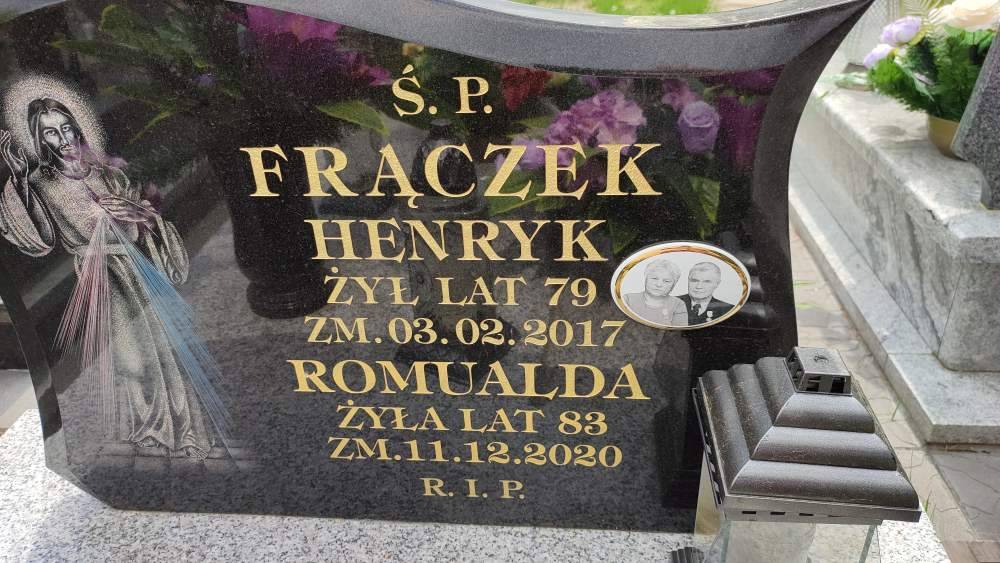 Ś. P.
FRĄCZEK
HENRYK
ŻYŁ LAT 79
ZM. 03. 02. 2017
ROMUALDA
ŻYŁA LAT 83
ZM.11.12.2020
R. I. P.